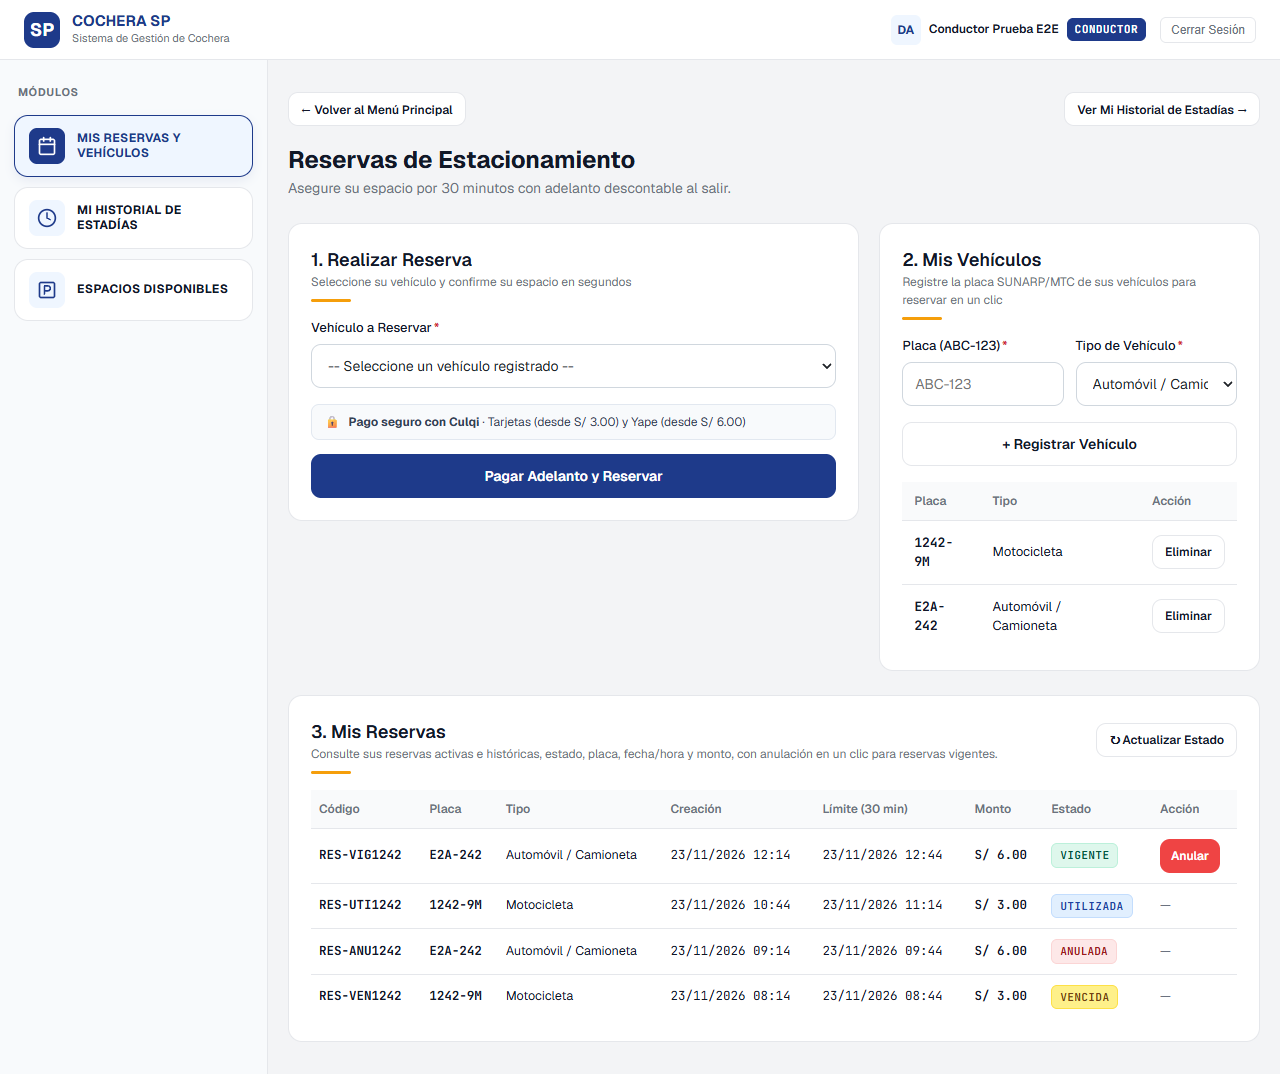 SP
COCHERA SP
Sistema de Gestión de Cochera
DA
Conductor Prueba E2E
CONDUCTOR
Cerrar Sesión
MÓDULOS
MIS RESERVAS Y
VEHÍCULOS
MI HISTORIAL DE
ESTADÍAS
ESPACIOS DISPONIBLES
← Volver al Menú Principal
Ver Mi Historial de Estadías →
Reservas de Estacionamiento
Asegure su espacio por 30 minutos con adelanto descontable al salir.
1. Realizar Reserva
Seleccione su vehículo y confirme su espacio en segundos
Vehículo a Reservar *
-- Seleccione un vehículo registrado --
🔒 Pago seguro con Culqi · Tarjetas (desde S/ 3.00) y Yape (desde S/ 6.00)
Pagar Adelanto y Reservar
2. Mis Vehículos
Registre la placa SUNARP/MTC de sus vehículos para
reservar en un clic
Placa (ABC-123) * Tipo de Vehículo *
ABC-123 Automóvil / Camic
+ Registrar Vehículo
Placa Tipo Acción
1242-
9M Motocicleta Eliminar
E2A-
242 Automóvil /
Camioneta Eliminar
3. Mis Reservas
Consulte sus reservas activas e históricas, estado, placa, fecha/hora y monto, con anulación en un clic para reservas vigentes.
↻ Actualizar Estado
Código Placa Tipo Creación Límite (30 min) Monto Estado Acción
RES-VIG1242 E2A-242 Automóvil / Camioneta 23/11/2026 12:14 23/11/2026 12:44 S/ 6.00 VIGENTE Anular
RES-UTI1242 1242-9M Motocicleta 23/11/2026 10:44 23/11/2026 11:14 S/ 3.00 UTILIZADA —
RES-ANU1242 E2A-242 Automóvil / Camioneta 23/11/2026 09:14 23/11/2026 09:44 S/ 6.00 ANULADA —
RES-VEN1242 1242-9M Motocicleta 23/11/2026 08:14 23/11/2026 08:44 S/ 3.00 VENCIDA —